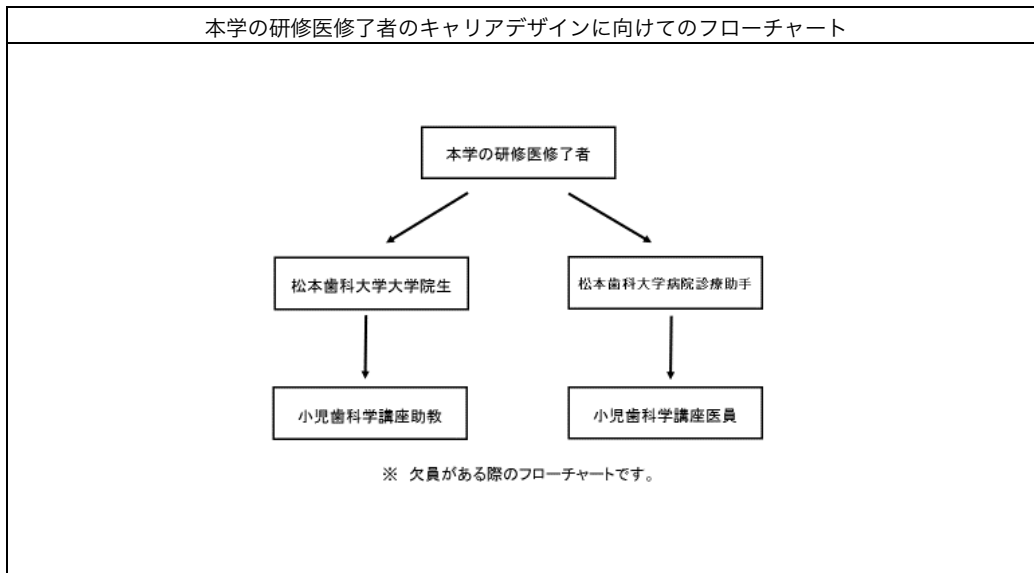 本学の研修医修了者のキャリアデザインに向けてのフローチャート
本学の研修医修了者
松本歯科大学大学院生
松本歯科大学病院診療助手
小児歯科学講座助教
小児歯科学講座医員
※ 欠員がある際のフローチャートです。